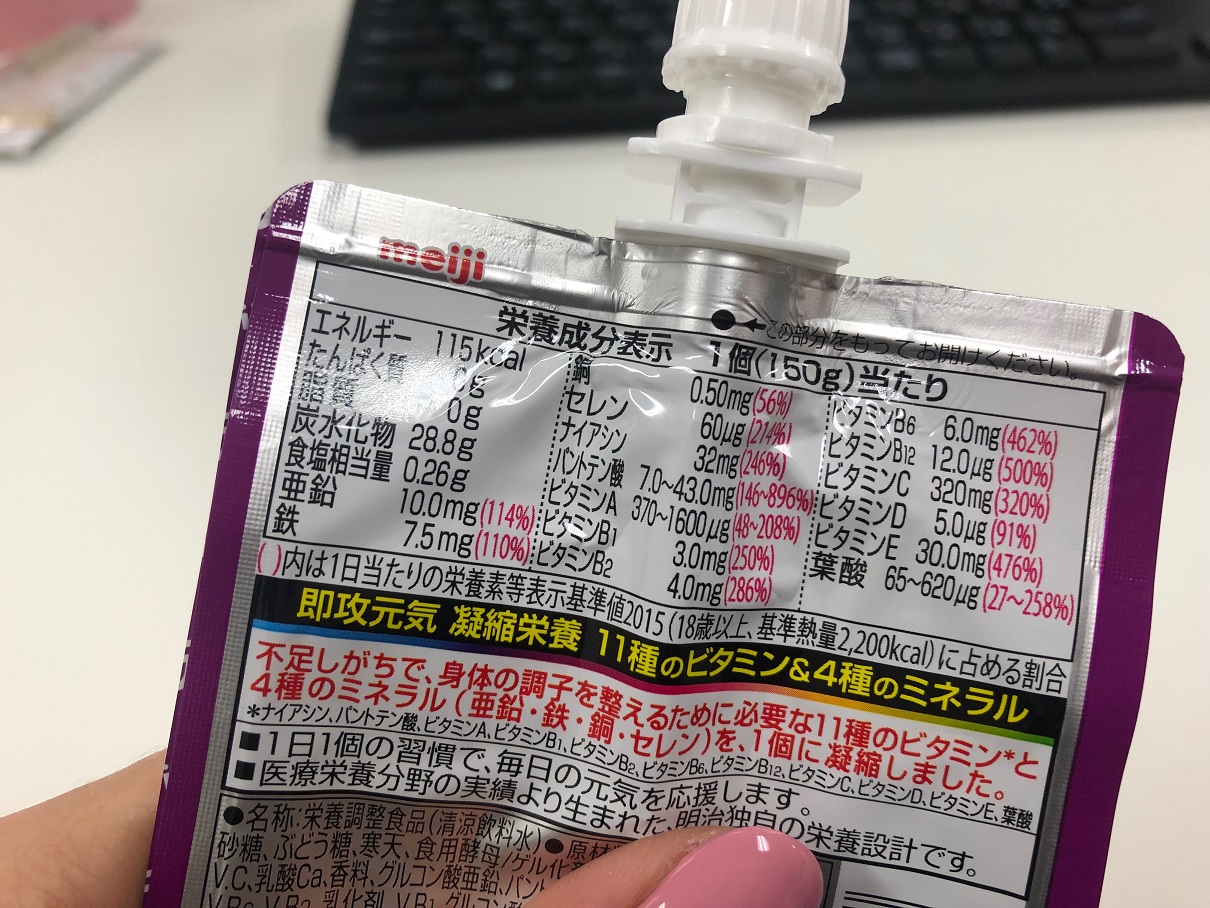 meiji
●←この部分をもってお開けください。
栄養成分表示 1個(150g)当たり
エネルギー 115kcal
たんぱく質 0g
脂質 0g
炭水化物 28.8g
食塩相当量 0.26g
亜鉛 10.0mg(114%)
鉄 7.5mg(110%)
銅 0.50mg(56%)
セレン 60μg(214%)
ナイアシン 32mg(246%)
パントテン酸 7.0~43.0mg(146~896%)
ビタミンA 370~1600μg(48~208%)
ビタミンB1 3.0mg(250%)
ビタミンB2 4.0mg(286%)
ビタミンB6 6.0mg(462%)
ビタミンB12 12.0μg(500%)
ビタミンC 320mg(320%)
ビタミンD 5.0μg(91%)
ビタミンE 30.0mg(476%)
葉酸 65~620μg(27~258%)
( )内は1日当たりの栄養素等表示基準値2015(18歳以上、基準熱量2,200kcal)に占める割合
即攻元気 凝縮栄養 11種のビタミン&4種のミネラル
不足しがちで、身体の調子を整えるために必要な11種のビタミン*と
4種のミネラル(亜鉛・鉄・銅・セレン)を、1個に凝縮しました。
*ナイアシン、パントテン酸、ビタミンA、ビタミンB1、ビタミンB2、ビタミンB6、ビタミンB12、ビタミンC、ビタミンD、ビタミンE、葉酸
■1日1個の習慣で、毎日の元気を応援します。
■医療栄養分野の実績より生まれた、明治独自の栄養設計です。
●名称:栄養調整食品(清涼飲料水)●原材
砂糖、ぶどう糖、寒天、食用酵母/ゲル化
V.C、乳酸Ca、香料、グルコン酸亜鉛、パント